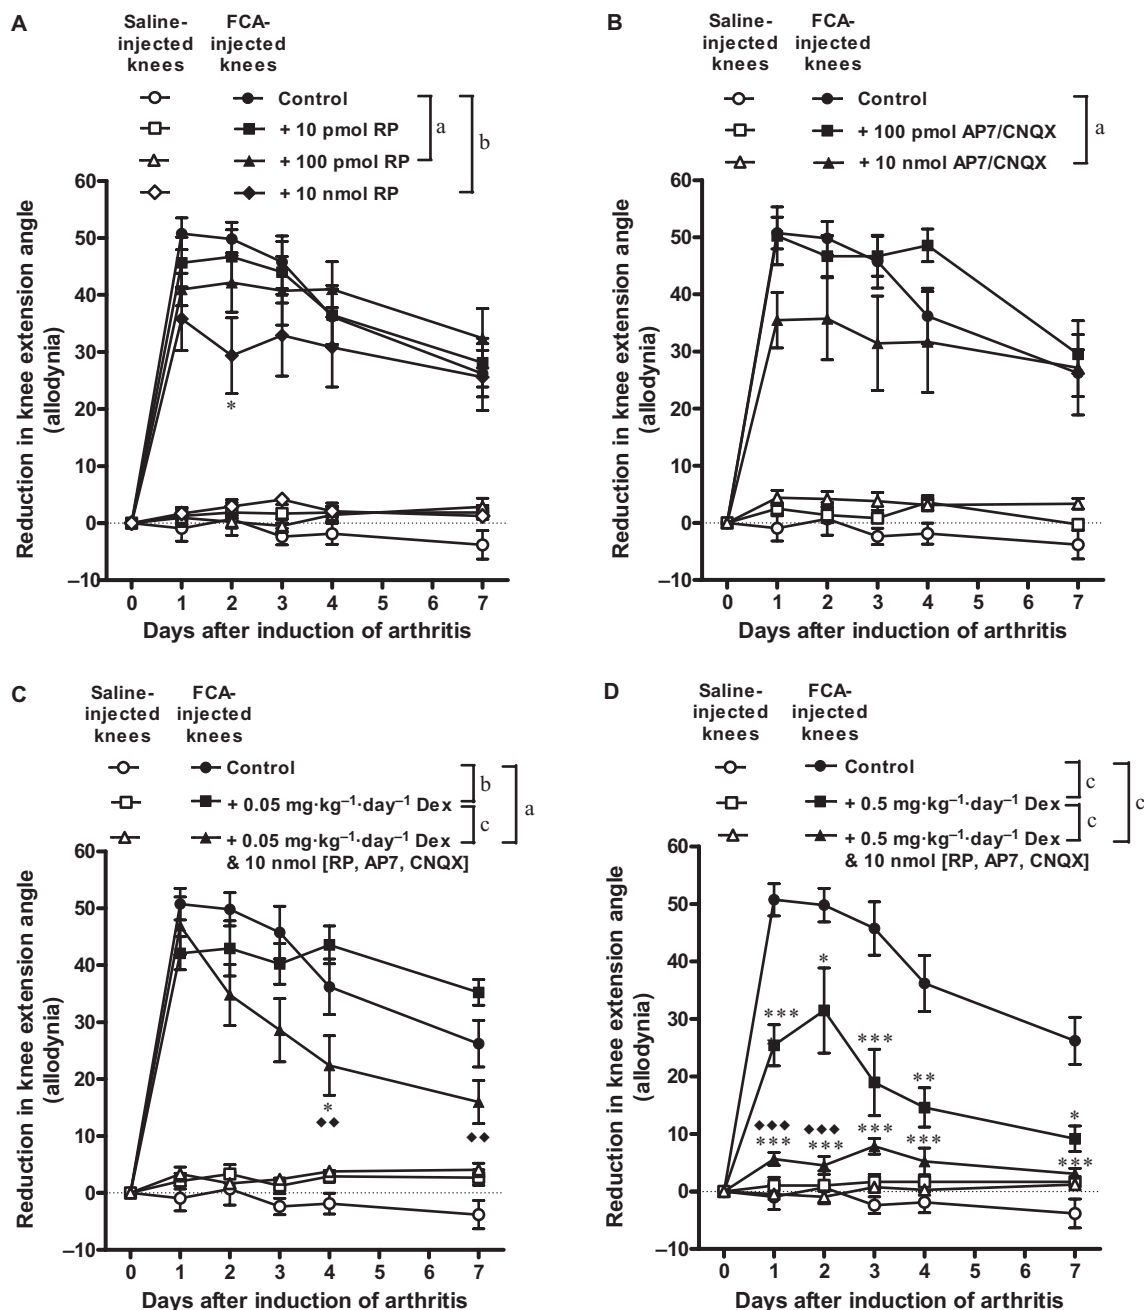 A
Saline-
injected
knees
FCA-
injected
knees
Control
+ 10 pmol RP
+ 100 pmol RP
+ 10 nmol RP
a
b
Reduction in knee extension angle
(allodynia)
60
50
40
30
20
10
0
–10
*
0 1 2 3 4 5 6 7
Days after induction of arthritis
B
Saline-
injected
knees
FCA-
injected
knees
Control
+ 100 pmol AP7/CNQX
+ 10 nmol AP7/CNQX
a
Reduction in knee extension angle
(allodynia)
60
50
40
30
20
10
0
–10
0 1 2 3 4 5 6 7
Days after induction of arthritis
C
Saline-
injected
knees
FCA-
injected
knees
Control
+ 0.05 mg·kg⁻¹·day⁻¹ Dex
+ 0.05 mg·kg⁻¹·day⁻¹ Dex
& 10 nmol [RP, AP7, CNQX]
b
c
a
Reduction in knee extension angle
(allodynia)
60
50
40
30
20
10
0
–10
*
◆◆
◆◆
0 1 2 3 4 5 6 7
Days after induction of arthritis
D
Saline-
injected
knees
FCA-
injected
knees
Control
+ 0.5 mg·kg⁻¹·day⁻¹ Dex
+ 0.5 mg·kg⁻¹·day⁻¹ Dex
& 10 nmol [RP, AP7, CNQX]
c
c
c
Reduction in knee extension angle
(allodynia)
60
50
40
30
20
10
0
–10
*
***
***
**
*
◆◆◆
◆◆◆
***
***
***
***
***
0 1 2 3 4 5 6 7
Days after induction of arthritis